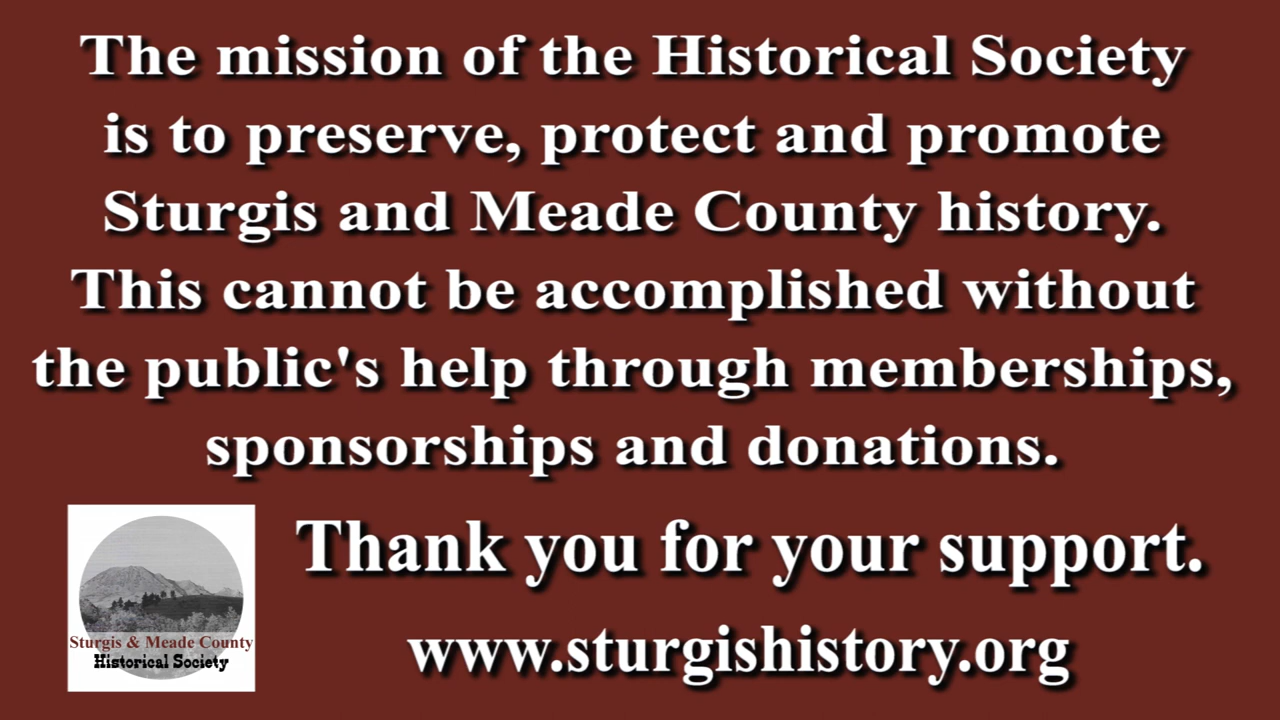 The mission of the Historical Society
is to preserve, protect and promote
Sturgis and Meade County history.
This cannot be accomplished without
the public's help through memberships,
sponsorships and donations.
Thank you for your support.
Sturgis & Meade County
Historical Society
www.sturgishistory.org